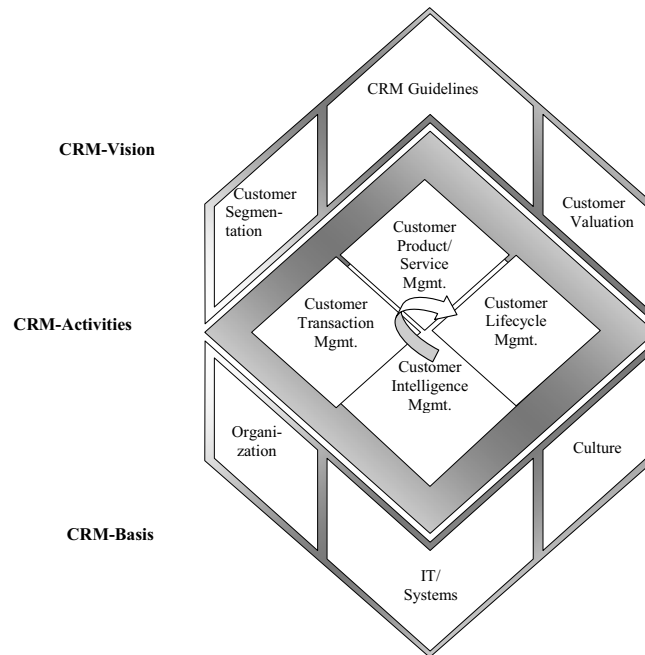 CRM Guidelines
CRM-Vision
Customer
Segmen-
tation
Customer
Valuation
Customer
Product/
Service
Mgmt.
CRM-Activities
Customer
Transaction
Mgmt.
Customer
Lifecycle
Mgmt.
Customer
Intelligence
Mgmt.
Organi-
zation
Culture
CRM-Basis
IT/
Systems